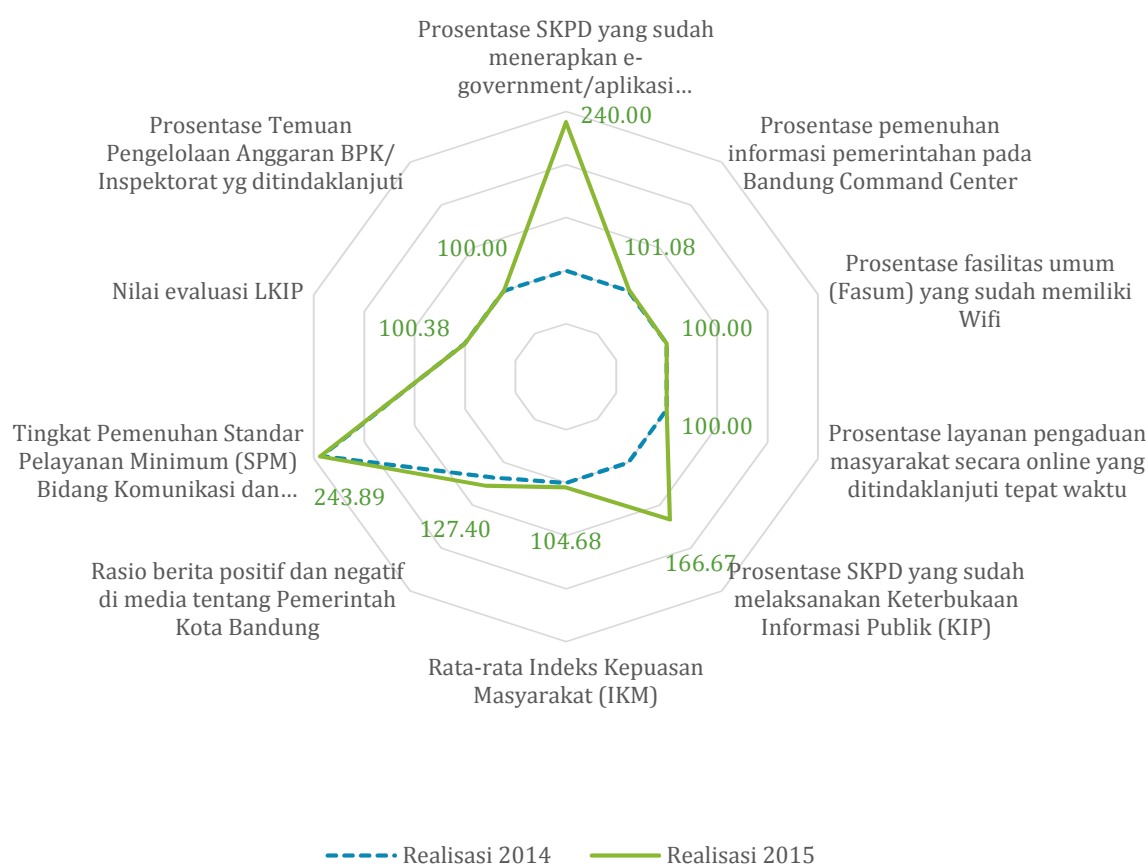 Prosentase SKPD yang sudah
menerapkan e-
government/aplikasi…
240.00
Prosentase Temuan
Pengelolaan Anggaran BPK/
Inspektorat yg ditindaklanjuti
Prosentase pemenuhan
informasi pemerintahan pada
Bandung Command Center
100.00
101.08
Nilai evaluasi LKIP
100.38
100.00
Prosentase fasilitas umum
(Fasum) yang sudah memiliki
Wifi
Tingkat Pemenuhan Standar
Pelayanan Minimum (SPM)
Bidang Komunikasi dan…
243.89
100.00
Prosentase layanan pengaduan
masyarakat secara online yang
ditindaklanjuti tepat waktu
127.40
104.68
166.67
Rasio berita positif dan negatif
di media tentang Pemerintah
Kota Bandung
Prosentase SKPD yang sudah
melaksanakan Keterbukaan
Informasi Publik (KIP)
Rata-rata Indeks Kepuasan
Masyarakat (IKM)
Realisasi 2014
Realisasi 2015